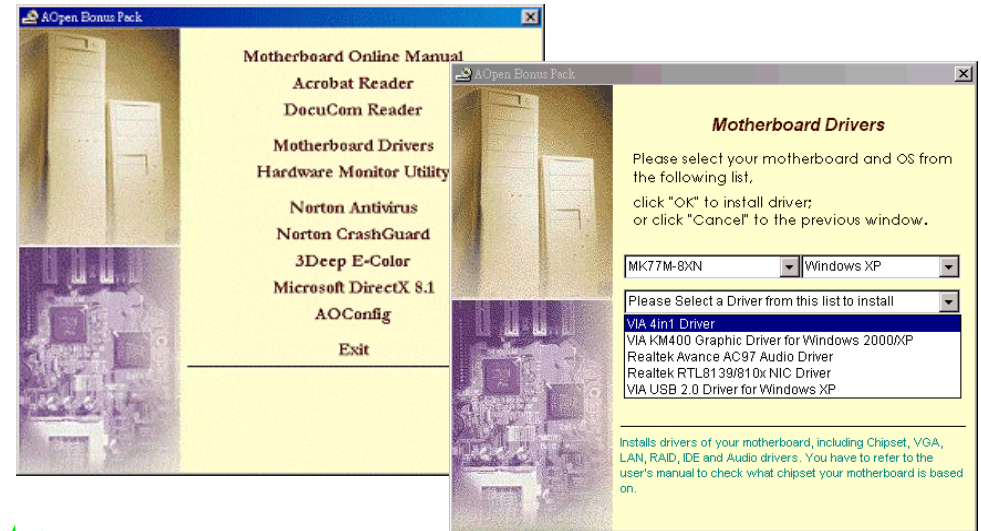 AOpen Bonus Pack
Motherboard Online Manual
Acrobat Reader
DocuCom Reader
Motherboard Drivers
Hardware Monitor Utility
Norton Antivirus
Norton CrashGuard
3Deep E-Color
Microsoft DirectX 8.1
AOConfig
Exit
AOpen Bonus Pack
Motherboard Drivers
Please select your motherboard and OS from
the following list,
click "OK" to install driver;
or click "Cancel" to the previous window.
MK77M-8XN Windows XP
Please Select a Driver from this list to install
VIA 4in1 Driver
VIA KM400 Graphic Driver for Windows 2000/XP
Realtek Avance AC97 Audio Driver
Realtek RTL8139/810x NIC Driver
VIA USB 2.0 Driver for Windows XP
Installs drivers of your motherboard, including Chipset, VGA,
LAN, RAID, IDE and Audio drivers. You have to refer to the
user's manual to check what chipset your motherboard is based
on.